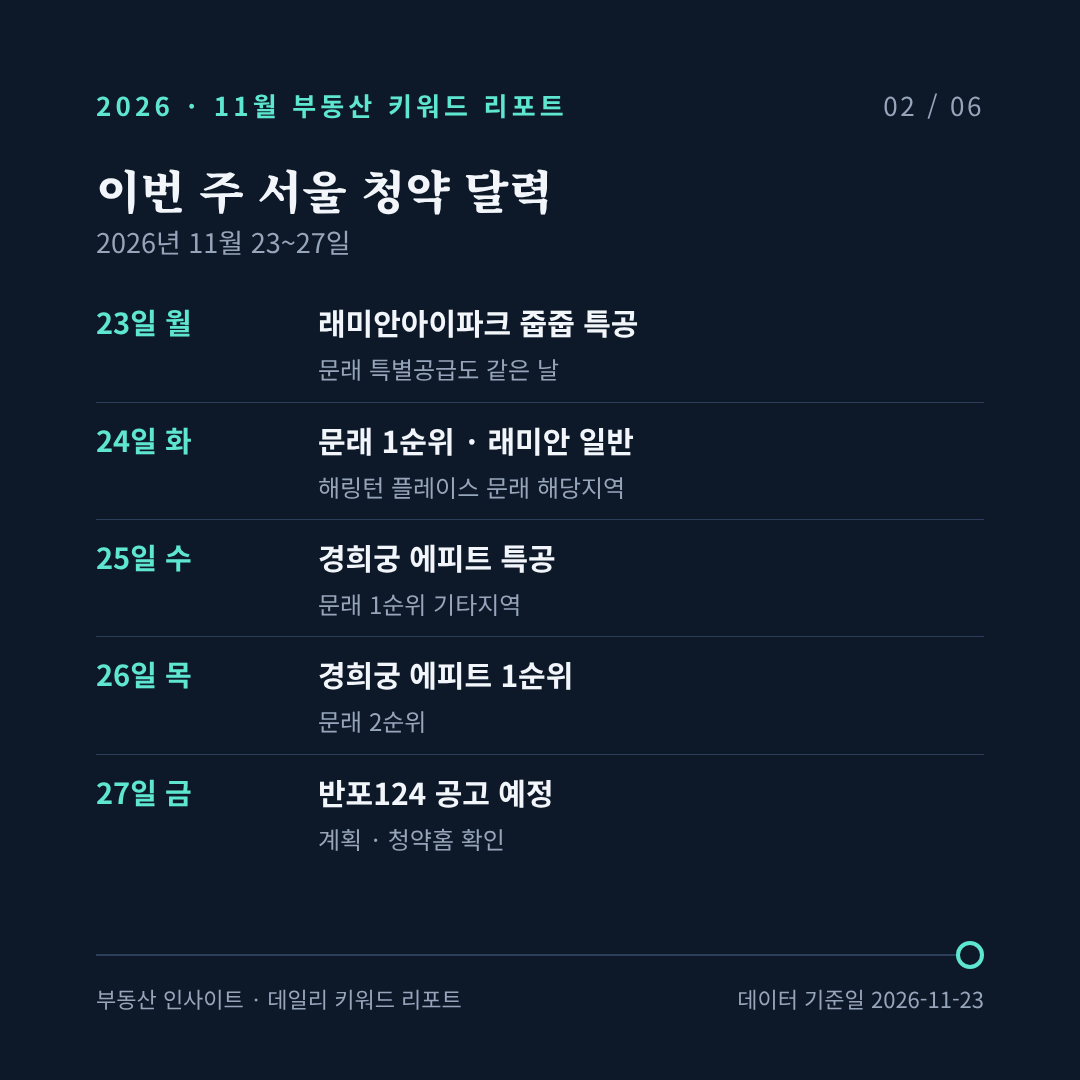 2026 · 11월 부동산 키워드 리포트
02 / 06
이번 주 서울 청약 달력
2026년 11월 23~27일
23일 월
래미안아이파크 줍줍 특공
문래 특별공급도 같은 날
24일 화
문래 1순위 · 래미안 일반
해링턴 플레이스 문래 해당지역
25일 수
경희궁 에피트 특공
문래 1순위 기타지역
26일 목
경희궁 에피트 1순위
문래 2순위
27일 금
반포124 공고 예정
계획 · 청약홈 확인
부동산 인사이트 · 데일리 키워드 리포트
데이터 기준일 2026-11-23